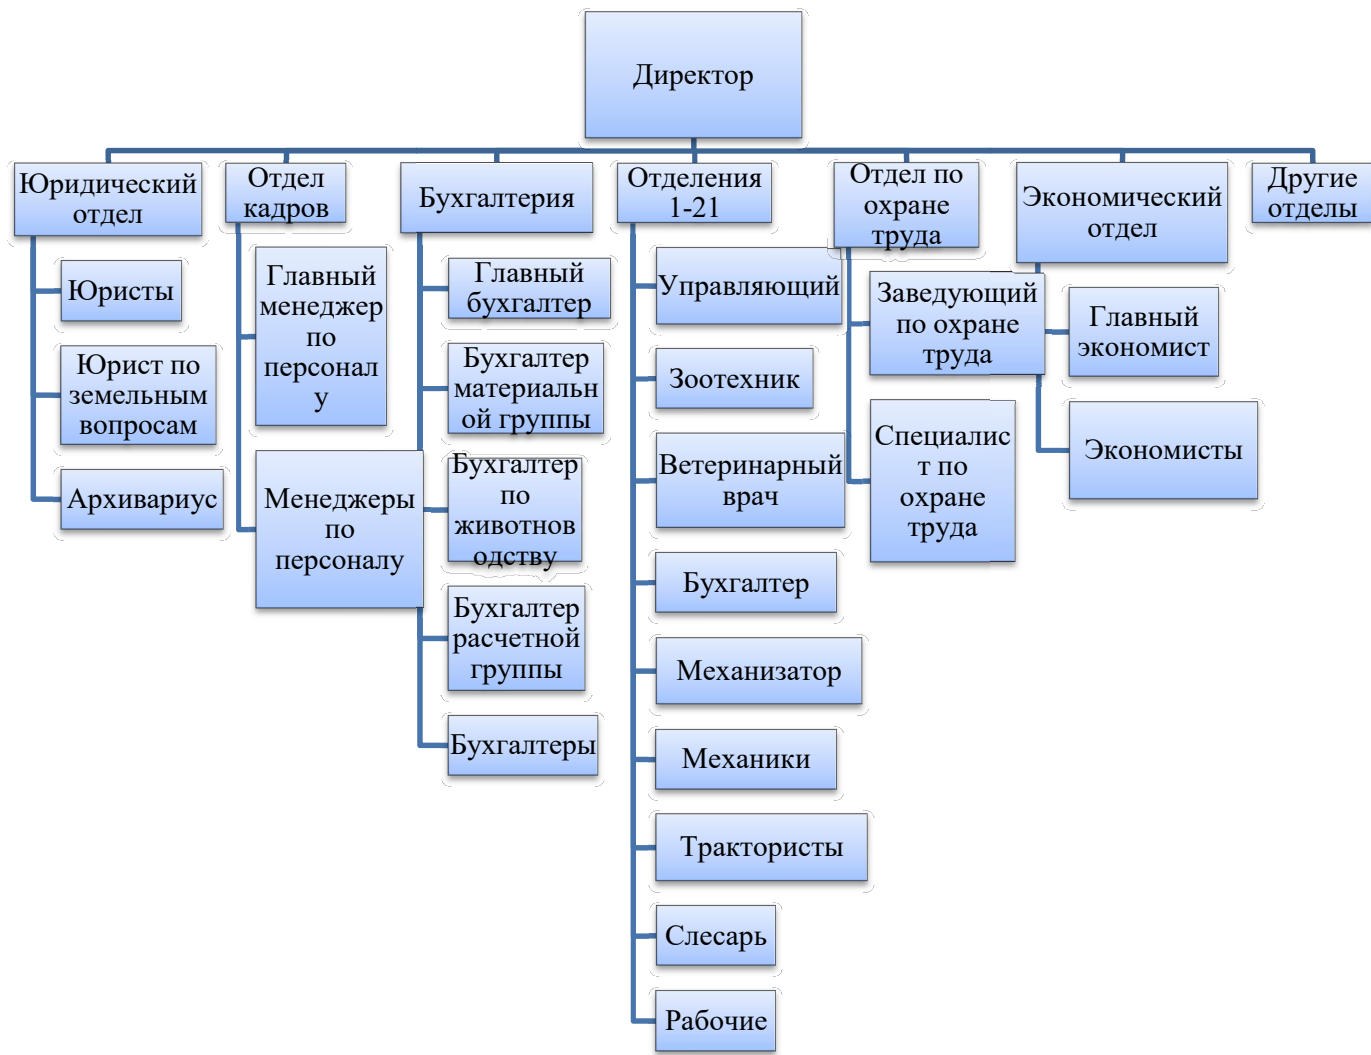 Директор
Юридический
отдел
Юристы
Юрист по
земельным
вопросам
Архивариус
Отдел
кадров
Главный
менеджер
по
персонал
у
Менеджеры
по
персоналу
Бухгалтерия
Главный
бухгалтер
Бухгалтер
материальн
ой группы
Бухгалтер
по
животнов
одству
Бухгалтер
расчетной
группы
Бухгалтеры
Отделения
1-21
Управляющий
Зоотехник
Ветеринарный
врач
Бухгалтер
Механизатор
Механики
Трактористы
Слесарь
Рабочие
Отдел по
охране
труда
Заведующий
по охране
труда
Специалис
т по
охране
труда
Экономический
отдел
Главный
экономист
Экономисты
Другие
отделы